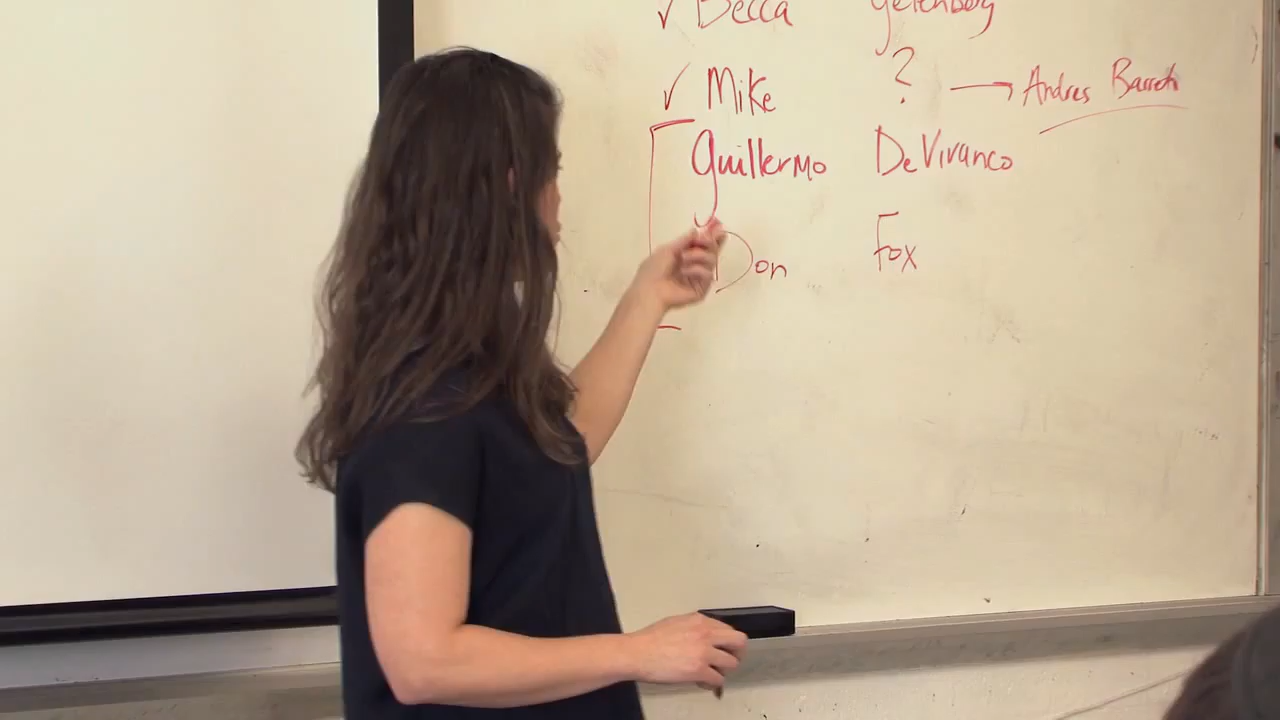 ✓ Becca
✓ Mike ? → Andres Barreto
Guillermo DeVivanco
Don Fox